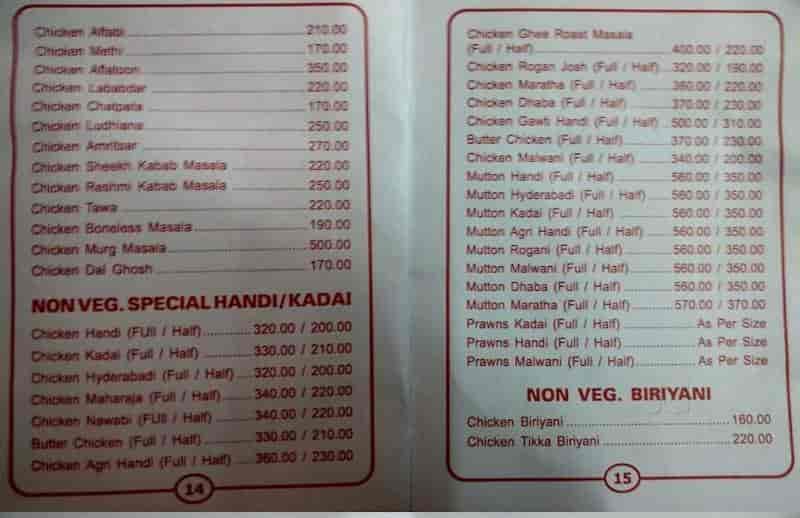 Chicken Alfabi 210.00
Chicken Methi 170.00
Chicken Aflatoon 350.00
Chicken Lababdar 220.00
Chicken Chatpata 170.00
Chicken Ludhiana 250.00
Chicken Amritsar 270.00
Chicken Sheekh Kabab Masala 220.00
Chicken Rashmi Kabab Masala 250.00
Chicken Tawa 220.00
Chicken Boneless Masala 190.00
Chicken Murg Masala 500.00
Chicken Dal Ghosh 170.00
NON VEG. SPECIAL HANDI/KADAI
Chicken Handi (FUll / Half) 320.00 / 200.00
Chicken Kadai (Full / Half) 330.00 / 210.00
Chicken Hyderabadi (Full / Half) 320.00 / 200.00
Chicken Maharaja (Full / Half) 340.00 / 220.00
Chicken Nawabi (FUll / Half) 340.00 / 220.00
Butter Chicken (FUll / Half) 330.00 / 210.00
Chicken Agri Handi (Full / Half) 360.00 / 230.00
14
Chicken Ghee Roast Masala
(Full / Half) 400.00 / 220.00
Chicken Rogan Josh (Full / Half) 320.00 / 190.00
Chicken Maratha (Full / Half) 360.00 / 220.00
Chicken Dhaba (Full / Half) 370.00 / 230.00
Chicken Gawti Handi (Full / Half) 500.00 / 310.00
Butter Chicken (Full / Half) 370.00 / 230.00
Chicken Malwani (Full / Half) 340.00 / 200.00
Mutton Handi (Full / Half) 560.00 / 350.00
Mutton Hyderabadi (Full / Half) 560.00 / 350.00
Mutton Kadai (Full / Half) 560.00 / 350.00
Mutton Agri Handi (Full / Half) 560.00 / 350.00
Mutton Rogani (Full / Half) 560.00 / 350.00
Mutton Malwani (Full / Half) 560.00 / 350.00
Mutton Dhaba (Full / Half) 560.00 / 350.00
Mutton Maratha (Full / Half) 570.00 / 370.00
Prawns Kadai (Full / Half) As Per Size
Prawns Handi (Full / Half) As Per Size
Prawns Malwani (Full / Half) As Per Size
NON VEG. BIRIYANI
Chicken Biriyani 160.00
Chicken Tikka Biriyani 220.00
15